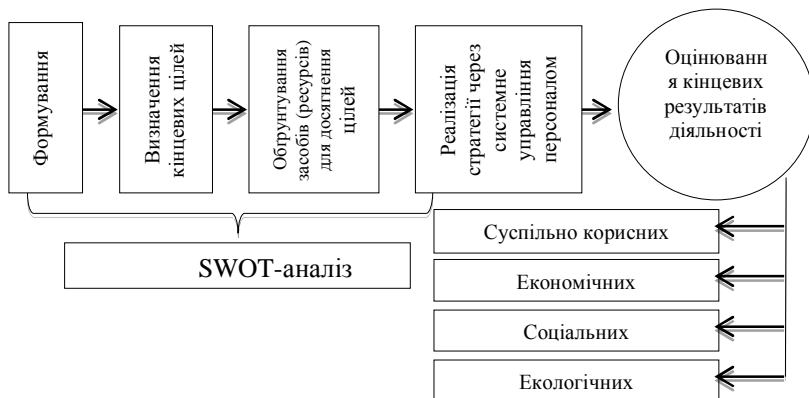 Формування
Визначення
кінцевих цілей
Обґрунтування
засобів (ресурсів)
для досягнення
цілей
Реалізація
стратегії через
системне
управління
персоналом
Оцінюванн
я кінцевих
результатів
діяльності
SWOT-аналіз
Суспільно корисних
Економічних
Соціальних
Екологічних